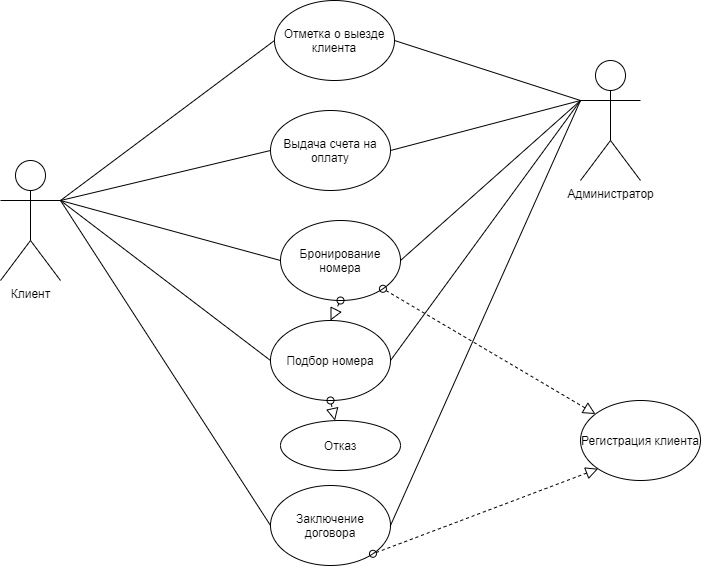 Отметка о выезде
клиента
Выдача счета на
оплату
Администратор
Бронирование
номера
Клиент
Подбор номера
Отказ
Регистрация клиента
Заключение
договора